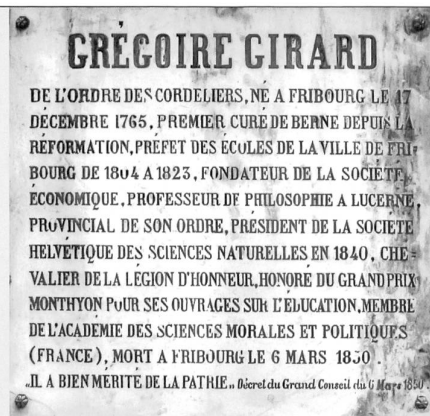 GRÉGOIRE GIRARD
DE L'ORDRE DES CORDELIERS, NÉ A FRIBOURG LE 17
DÉCEMBRE 1765, PREMIER CURÉ DE BERNE DEPUIS LA
RÉFORMATION, PRÉFET DES ÉCOLES DE LA VILLE DE FRI-
BOURG DE 1804 A 1823, FONDATEUR DE LA SOCIÉTÉ
ÉCONOMIQUE, PROFESSEUR DE PHILOSOPHIE A LUCERNE,
PROVINCIAL DE SON ORDRE, PRÉSIDENT DE LA SOCIÉTÉ
HELVÉTIQUE DES SCIENCES NATURELLES EN 1840, CHE-
VALIER DE LA LÉGION D'HONNEUR, HONORÉ DU GRAND PRIX
MONTHYON POUR SES OUVRAGES SUR L'ÉDUCATION, MEMBRE
DE L'ACADÉMIE DES SCIENCES MORALES ET POLITIQUES
(FRANCE), MORT A FRIBOURG LE 6 MARS 1850.
„IL A BIEN MÉRITÉ DE LA PATRIE„ Décret du Grand Conseil du 6 Mars 1850.